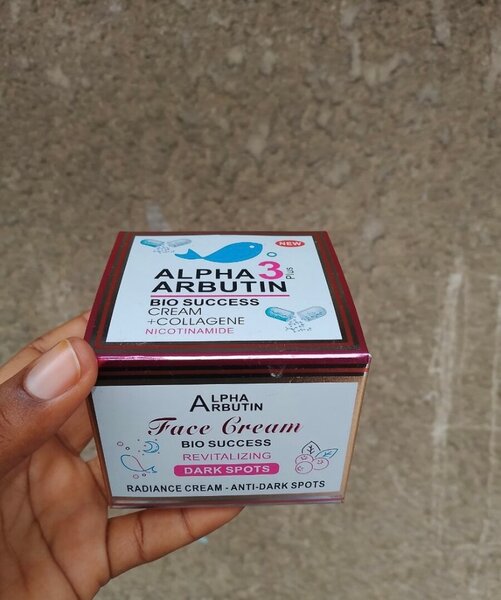 NEW
ALPHA 3 Plus
ARBUTIN
BIO SUCCESS
CREAM
+COLLAGENE
NICOTINAMIDE
ALPHA
ARBUTIN
Face Cream
BIO SUCCESS
REVITALIZING
DARK SPOTS
RADIANCE CREAM - ANTI-DARK SPOTS